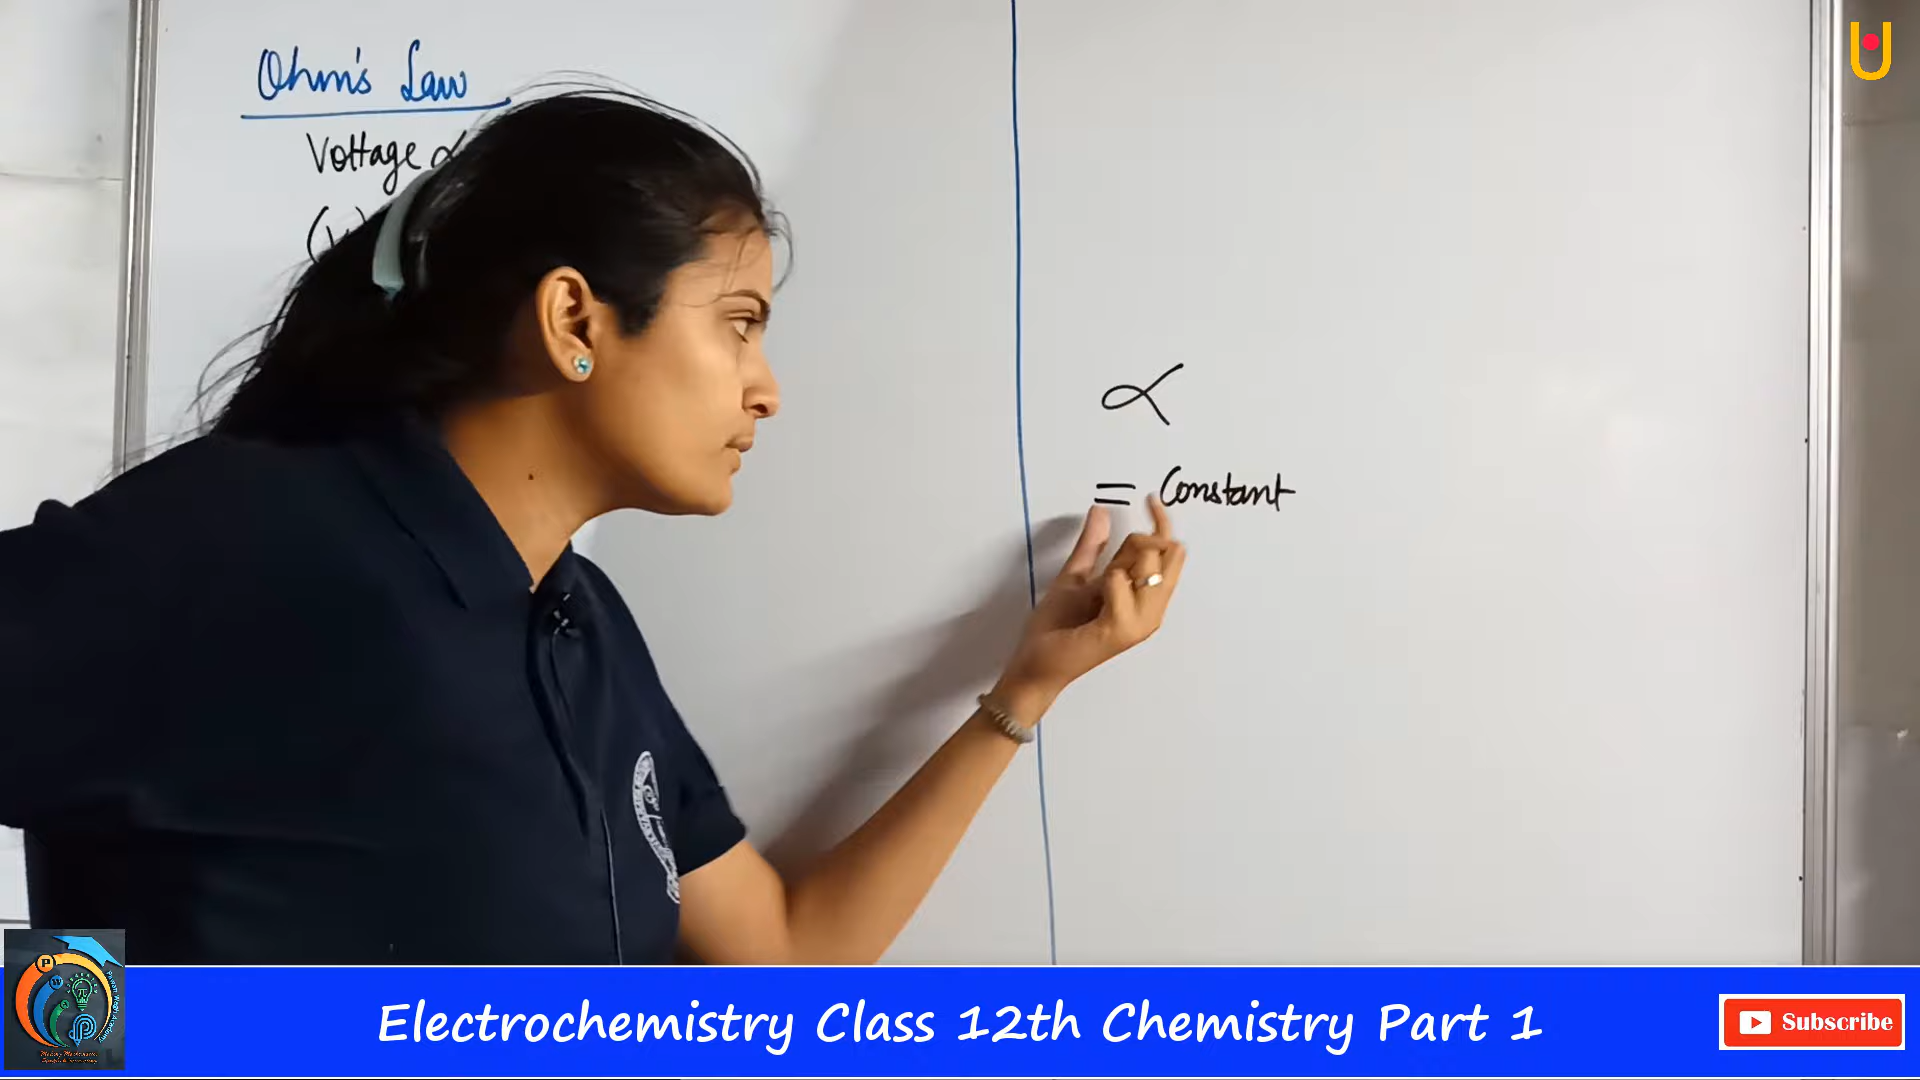 Ohm's Law
Voltage ∝
(V)
∝
= Constant
Electrochemistry Class 12th Chemistry Part 1
Subscribe